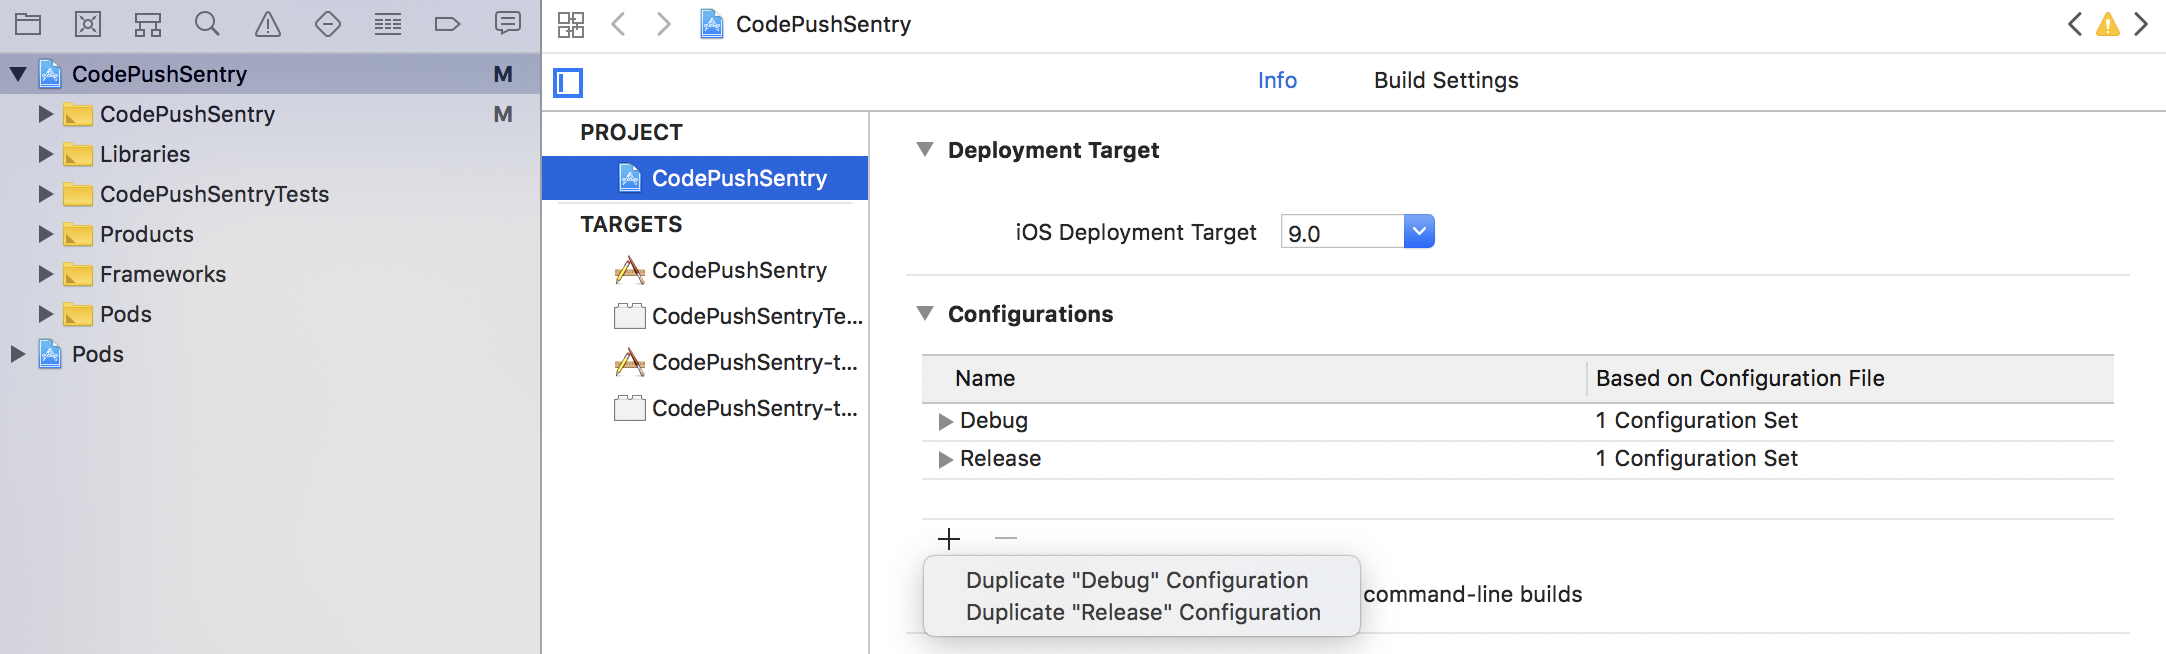 CodePushSentry M
CodePushSentry M
Libraries
CodePushSentryTests
Products
Frameworks
Pods
Pods
CodePushSentry
Info Build Settings
PROJECT
CodePushSentry
TARGETS
CodePushSentry
CodePushSentryTe...
CodePushSentry-t...
CodePushSentry-t...
Deployment Target
iOS Deployment Target 9.0
Configurations
Name Based on Configuration File
Debug 1 Configuration Set
Release 1 Configuration Set
Duplicate "Debug" Configuration
Duplicate "Release" Configuration
command-line builds